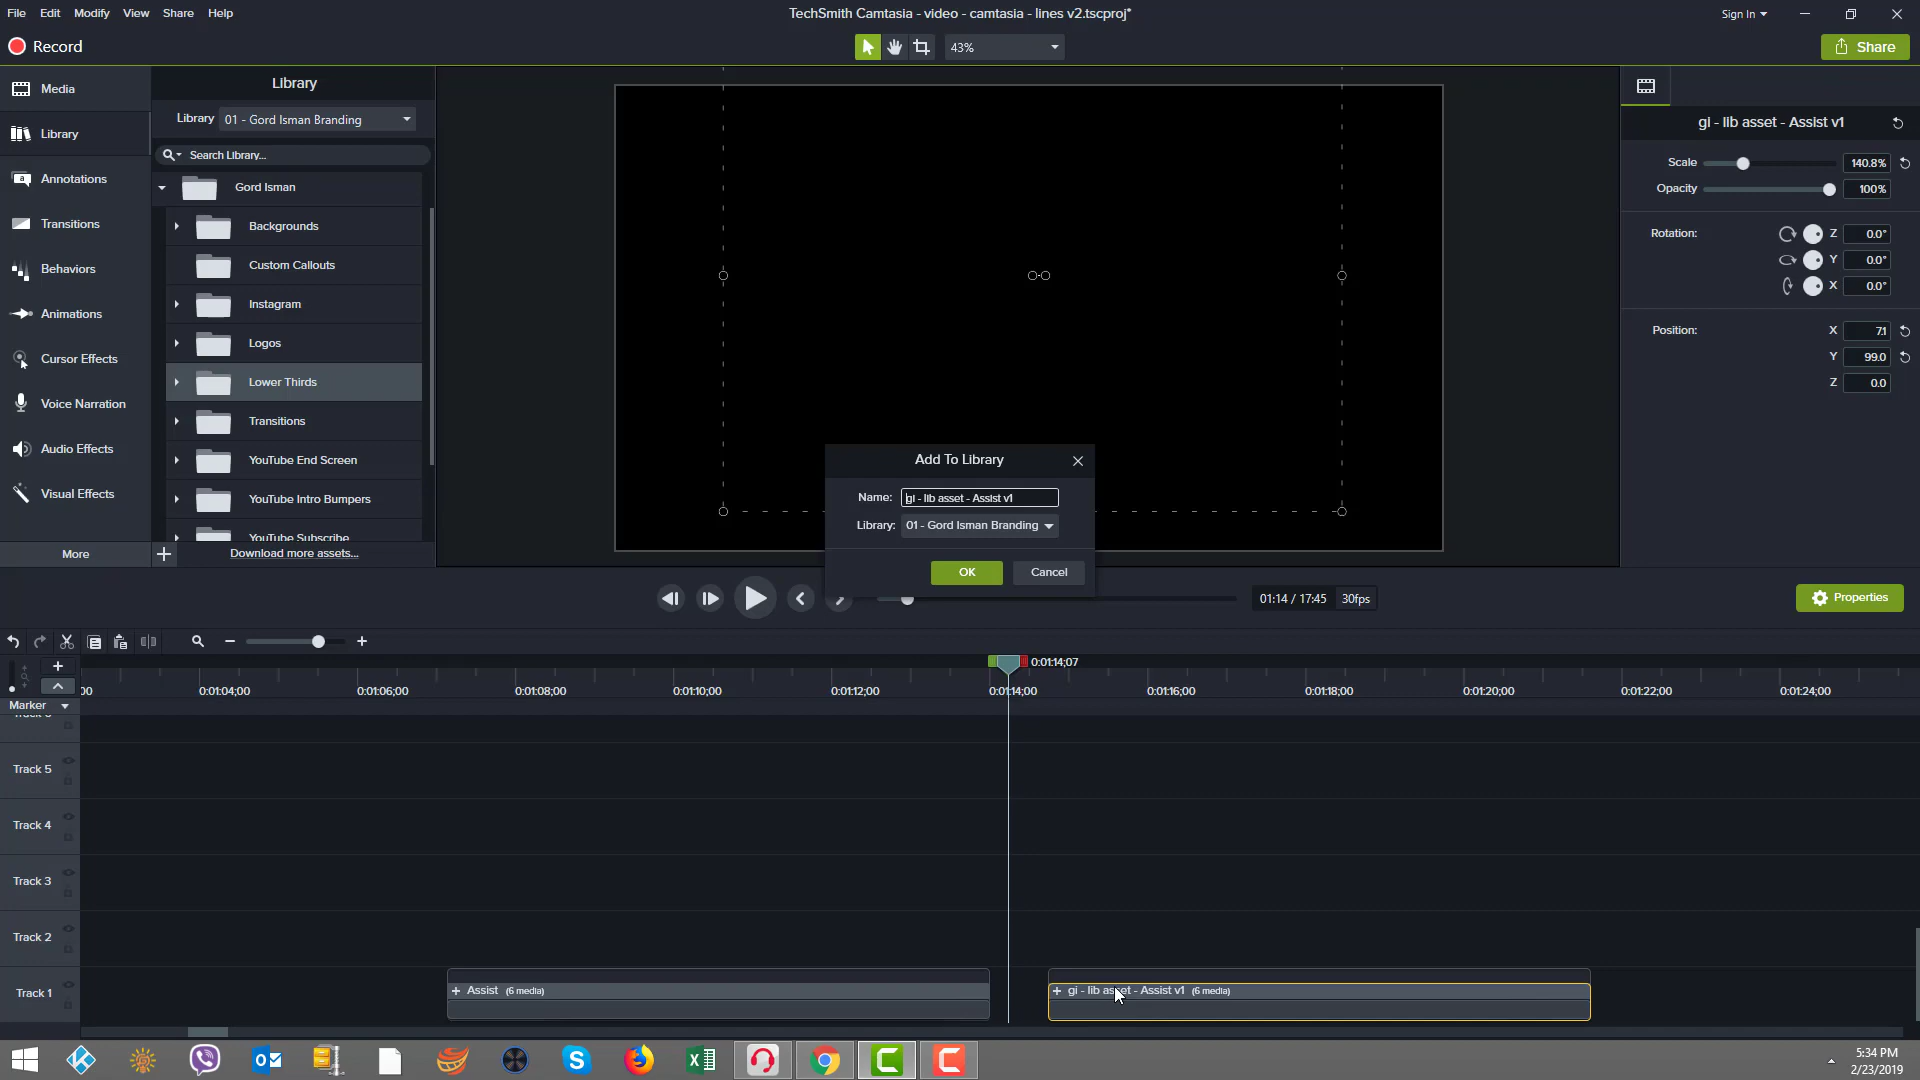 File Edit Modify View Share Help
TechSmith Camtasia - video - camtasia - lines v2.tscproj*
Sign In
Record
43%
Share
Media
Library
Annotations
Transitions
Behaviors
Animations
Cursor Effects
Voice Narration
Audio Effects
Visual Effects
More
Library
Library 01 - Gord Isman Branding
Search Library...
Gord Isman
Backgrounds
Custom Callouts
Instagram
Logos
Lower Thirds
Transitions
YouTube End Screen
YouTube Intro Bumpers
YouTube Subscribe
Download more assets...
Add To Library
Name: gi - lib asset - Assist v1
Library: 01 - Gord Isman Branding
OK Cancel
gi - lib asset - Assist v1
Scale 140.8%
Opacity 100%
Rotation: Z 0.0°
Y 0.0°
X 0.0°
Position: X 7.1
Y 99.0
Z 0.0
01:14 / 17:45 30fps
Properties
0:01:14;07
00 0:01:04;00 0:01:06;00 0:01:08;00 0:01:10;00 0:01:12;00 0:01:14;00 0:01:16;00 0:01:18;00 0:01:20;00 0:01:22;00 0:01:24;00
Marker
Track 6
Track 5
Track 4
Track 3
Track 2
Track 1
Assist (6 media)
gi - lib asset - Assist v1 (6 media)
5:34 PM
2/23/2019